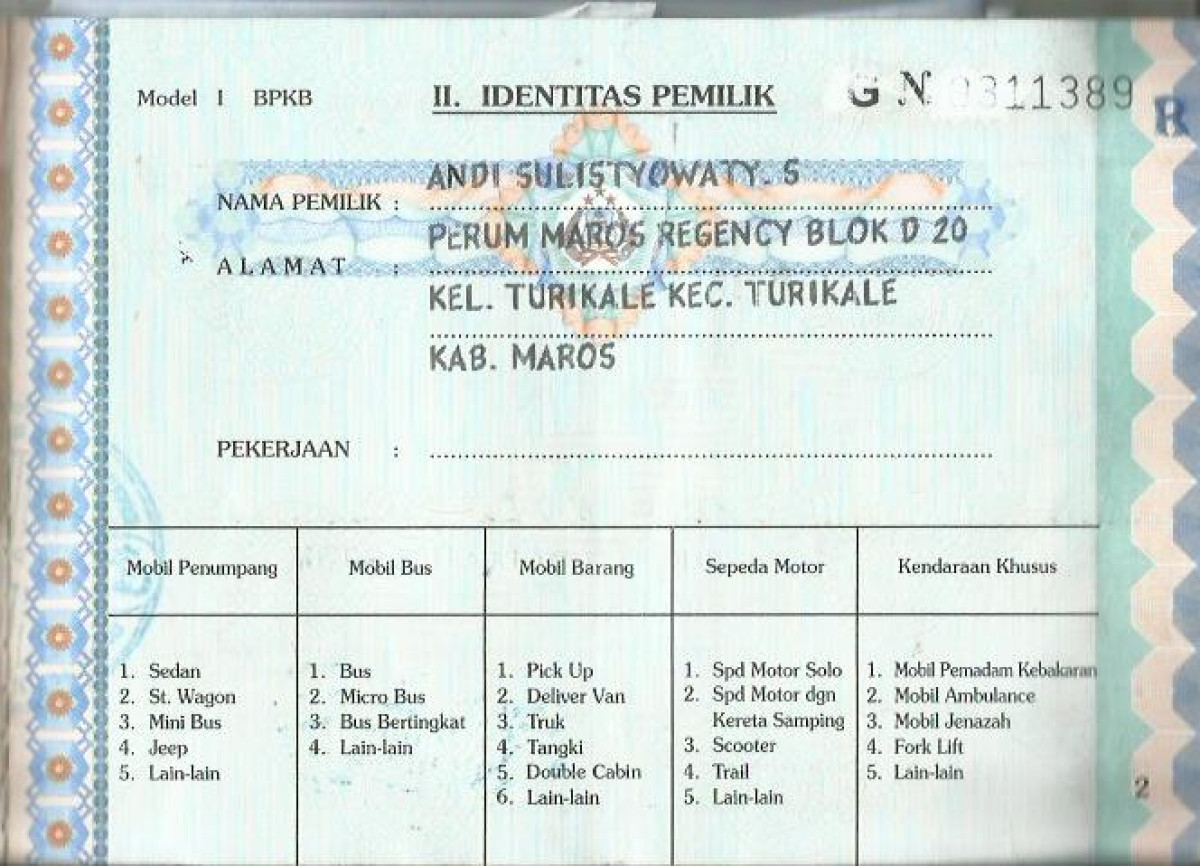 Model I BPKB
II. IDENTITAS PEMILIK
G N 0311389
R
NAMA PEMILIK : ANDI SULISTYOWATY. S
ALAMAT : PERUM MAROS REGENCY BLOK D 20
KEL. TURIKALE KEC. TURIKALE
KAB. MAROS
PEKERJAAN :
Mobil Penumpang
1. Sedan
2. St. Wagon
3. Mini Bus
4. Jeep
5. Lain-lain
Mobil Bus
1. Bus
2. Micro Bus
3. Bus Bertingkat
4. Lain-lain
Mobil Barang
1. Pick Up
2. Deliver Van
3. Truk
4. Tangki
5. Double Cabin
6. Lain-lain
Sepeda Motor
1. Spd Motor Solo
2. Spd Motor dgn
Kereta Samping
3. Scooter
4. Trail
5. Lain-lain
Kendaraan Khusus
1. Mobil Pemadam Kebakaran
2. Mobil Ambulance
3. Mobil Jenazah
4. Fork Lift
5. Lain-lain
2